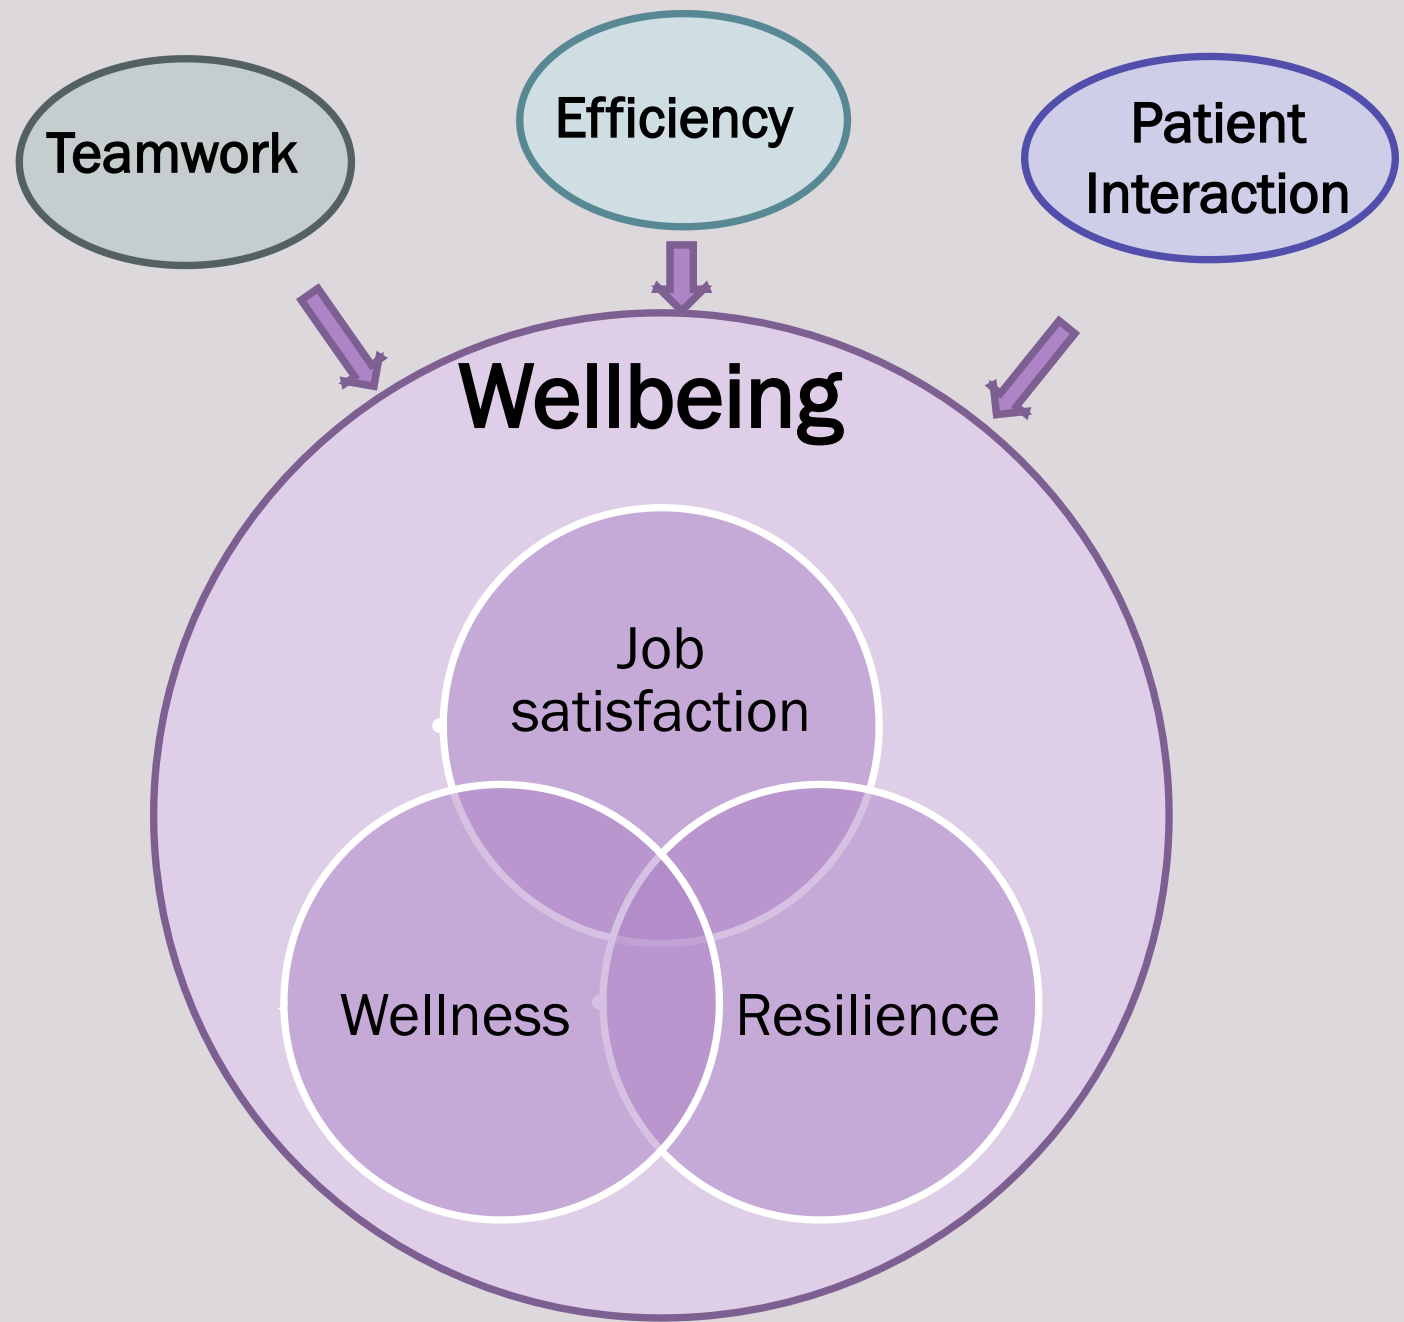 Teamwork
Efficiency
Patient
Interaction
Wellbeing
Job
satisfaction
Wellness
Resilience